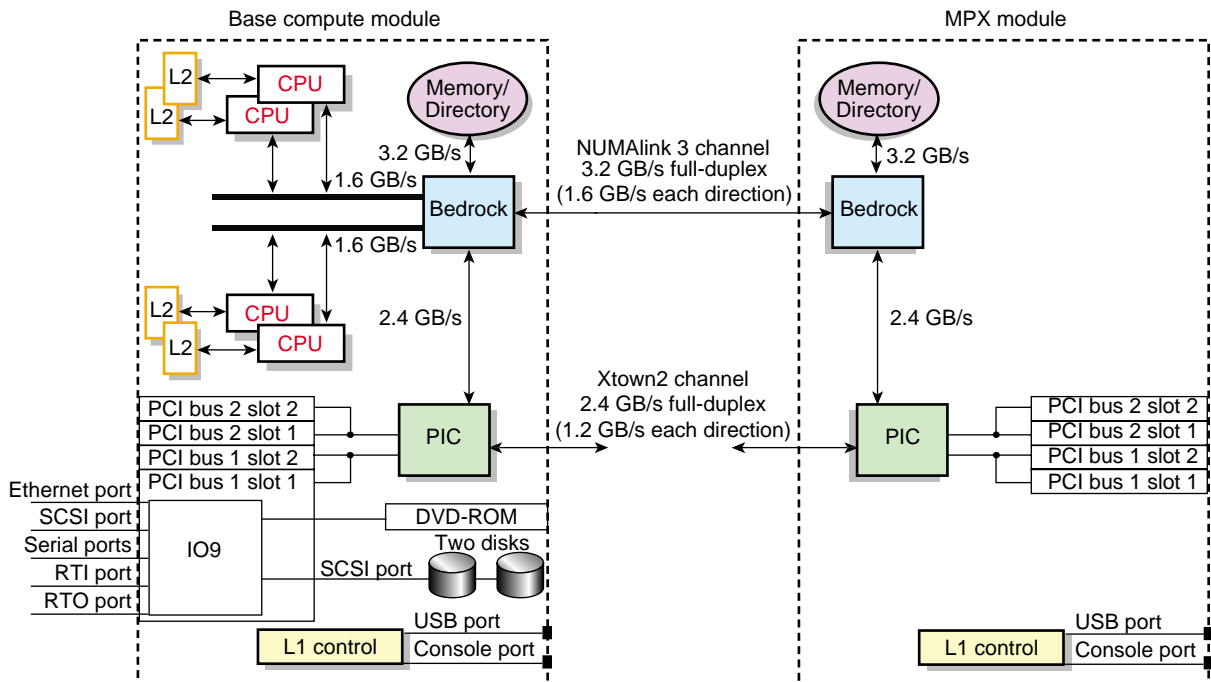 Base compute module
MPX module
L2
CPU
L2
CPU
Memory/
Directory
3.2 GB/s
1.6 GB/s
Bedrock
1.6 GB/s
L2
CPU
L2
CPU
2.4 GB/s
NUMAlink 3 channel
3.2 GB/s full-duplex
(1.6 GB/s each direction)
Memory/
Directory
3.2 GB/s
Bedrock
2.4 GB/s
Xtown2 channel
2.4 GB/s full-duplex
(1.2 GB/s each direction)
PCI bus 2 slot 2
PCI bus 2 slot 1
PCI bus 1 slot 2
PCI bus 1 slot 1
PIC
PIC
PCI bus 2 slot 2
PCI bus 2 slot 1
PCI bus 1 slot 2
PCI bus 1 slot 1
Ethernet port
SCSI port
Serial ports
RTI port
RTO port
IO9
DVD-ROM
Two disks
SCSI port
USB port
L1 control
Console port
USB port
L1 control
Console port